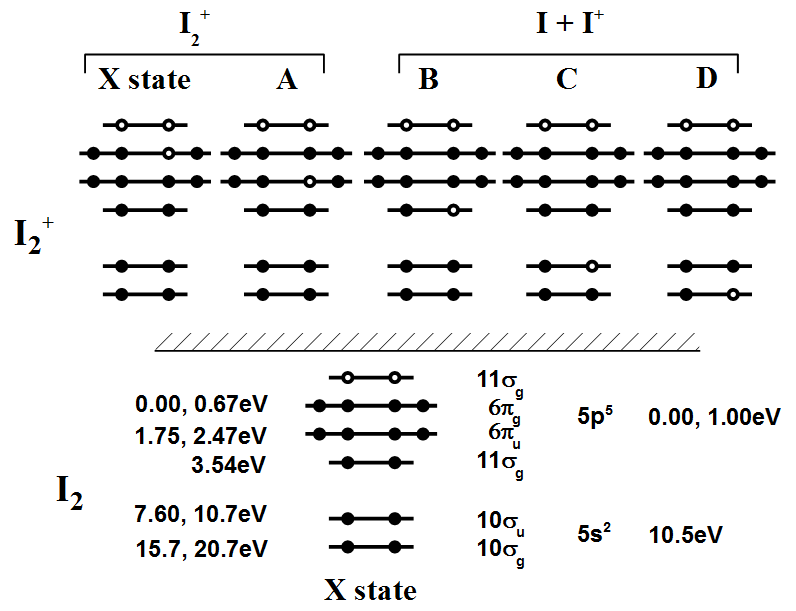 I₂⁺ I + I⁺
X state A B C D
I₂⁺
11σg
0.00, 0.67eV 6πg 5p⁵ 0.00, 1.00eV
1.75, 2.47eV 6πu
3.54eV 11σg
I₂
7.60, 10.7eV 10σu 5s² 10.5eV
15.7, 20.7eV 10σg
X state